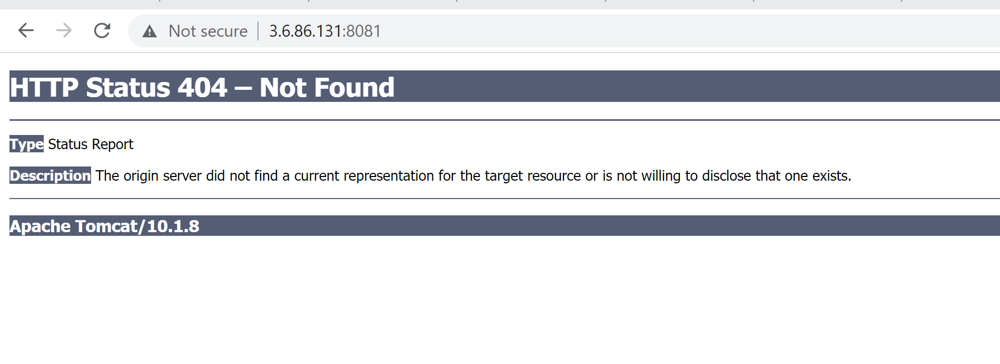 Not secure 3.6.86.131:8081
HTTP Status 404 – Not Found
Type Status Report
Description The origin server did not find a current representation for the target resource or is not willing to disclose that one exists.
Apache Tomcat/10.1.8